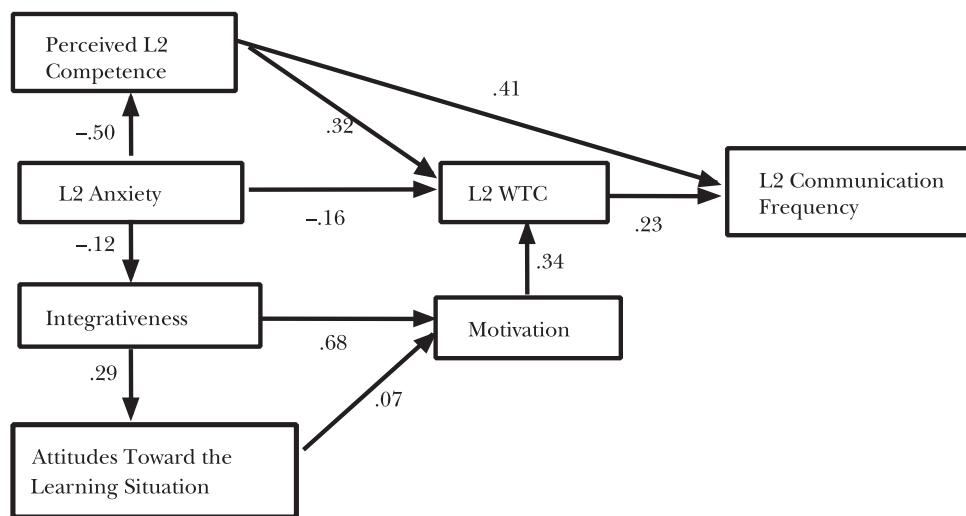 Perceived L2
Competence
.41
.32
–.50
L2 Anxiety
L2 WTC
L2 Communication
Frequency
–.16
.23
–.12
.34
Integrativeness
Motivation
.68
.29
.07
Attitudes Toward the
Learning Situation